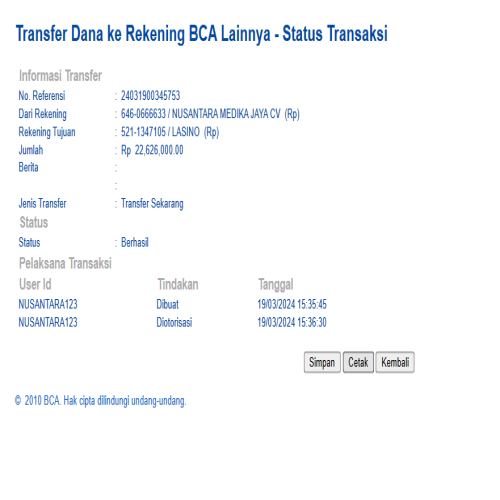 Transfer Dana ke Rekening BCA Lainnya - Status Transaksi
Informasi Transfer
No. Referensi : 24031900345753
Dari Rekening : 646-0666633 / NUSANTARA MEDIKA JAYA CV (Rp)
Rekening Tujuan : 521-1347105 / LASINO (Rp)
Jumlah : Rp 22,626,000.00
Berita :
:
Jenis Transfer : Transfer Sekarang
Status
Status : Berhasil
Pelaksana Transaksi
User Id Tindakan Tanggal
NUSANTARA123 Dibuat 19/03/2024 15:35:45
NUSANTARA123 Diotorisasi 19/03/2024 15:36:30
Simpan Cetak Kembali
© 2010 BCA. Hak cipta dilindungi undang-undang.